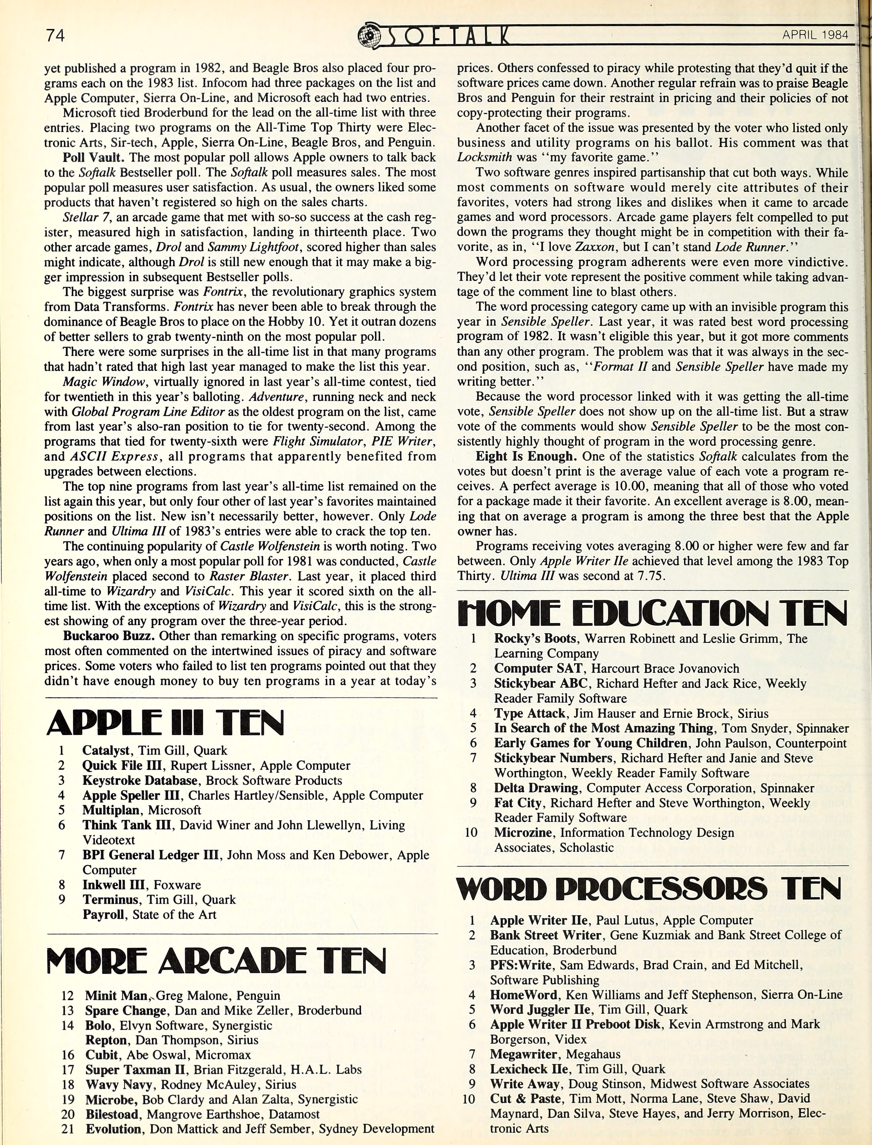 74
SOFTALK
APRIL 1984
yet published a program in 1982, and Beagle Bros also placed four pro-
grams each on the 1983 list. Infocom had three packages on the list and
Apple Computer, Sierra On-Line, and Microsoft each had two entries.
Microsoft tied Broderbund for the lead on the all-time list with three
entries. Placing two programs on the All-Time Top Thirty were Elec-
tronic Arts, Sir-tech, Apple, Sierra On-Line, Beagle Bros, and Penguin.
Poll Vault. The most popular poll allows Apple owners to talk back
to the Softalk Bestseller poll. The Softalk poll measures sales. The most
popular poll measures user satisfaction. As usual, the owners liked some
products that haven't registered so high on the sales charts.
Stellar 7, an arcade game that met with so-so success at the cash reg-
ister, measured high in satisfaction, landing in thirteenth place. Two
other arcade games, Drol and Sammy Lightfoot, scored higher than sales
might indicate, although Drol is still new enough that it may make a big-
ger impression in subsequent Bestseller polls.
The biggest surprise was Fontrix, the revolutionary graphics system
from Data Transforms. Fontrix has never been able to break through the
dominance of Beagle Bros to place on the Hobby 10. Yet it outran dozens
of better sellers to grab twenty-ninth on the most popular poll.
There were some surprises in the all-time list in that many programs
that hadn't rated that high last year managed to make the list this year.
Magic Window, virtually ignored in last year's all-time contest, tied
for twentieth in this year's balloting. Adventure, running neck and neck
with Global Program Line Editor as the oldest program on the list, came
from last year's also-ran position to tie for twenty-second. Among the
programs that tied for twenty-sixth were Flight Simulator, PIE Writer,
and ASCII Express, all programs that apparently benefited from
upgrades between elections.
The top nine programs from last year's all-time list remained on the
list again this year, but only four other of last year's favorites maintained
positions on the list. New isn't necessarily better, however. Only Lode
Runner and Ultima III of 1983's entries were able to crack the top ten.
The continuing popularity of Castle Wolfenstein is worth noting. Two
years ago, when only a most popular poll for 1981 was conducted, Castle
Wolfenstein placed second to Raster Blaster. Last year, it placed third
all-time to Wizardry and VisiCalc. This year it scored sixth on the all-
time list. With the exceptions of Wizardry and VisiCalc, this is the strong-
est showing of any program over the three-year period.
Buckaroo Buzz. Other than remarking on specific programs, voters
most often commented on the intertwined issues of piracy and software
prices. Some voters who failed to list ten programs pointed out that they
didn't have enough money to buy ten programs in a year at today's
APPLE III TEN
1 Catalyst, Tim Gill, Quark
2 Quick File III, Rupert Lissner, Apple Computer
3 Keystroke Database, Brock Software Products
4 Apple Speller III, Charles Hartley/Sensible, Apple Computer
5 Multiplan, Microsoft
6 Think Tank III, David Winer and John Llewellyn, Living
Videotext
7 BPI General Ledger III, John Moss and Ken Debower, Apple
Computer
8 Inkwell III, Foxware
9 Terminus, Tim Gill, Quark
Payroll, State of the Art
MORE ARCADE TEN
12 Minit Man, Greg Malone, Penguin
13 Spare Change, Dan and Mike Zeller, Broderbund
14 Bolo, Elvyn Software, Synergistic
Repton, Dan Thompson, Sirius
16 Cubit, Abe Oswal, Micromax
17 Super Taxman II, Brian Fitzgerald, H.A.L. Labs
18 Wavy Navy, Rodney McAuley, Sirius
19 Microbe, Bob Clardy and Alan Zalta, Synergistic
20 Bilestoad, Mangrove Earthshoe, Datamost
21 Evolution, Don Mattick and Jeff Sember, Sydney Development
prices. Others confessed to piracy while protesting that they'd quit if the
software prices came down. Another regular refrain was to praise Beagle
Bros and Penguin for their restraint in pricing and their policies of not
copy-protecting their programs.
Another facet of the issue was presented by the voter who listed only
business and utility programs on his ballot. His comment was that
Locksmith was ''my favorite game.''
Two software genres inspired partisanship that cut both ways. While
most comments on software would merely cite attributes of their
favorites, voters had strong likes and dislikes when it came to arcade
games and word processors. Arcade game players felt compelled to put
down the programs they thought might be in competition with their fa-
vorite, as in, ''I love Zaxxon, but I can't stand Lode Runner.''
Word processing program adherents were even more vindictive.
They'd let their vote represent the positive comment while taking advan-
tage of the comment line to blast others.
The word processing category came up with an invisible program this
year in Sensible Speller. Last year, it was rated best word processing
program of 1982. It wasn't eligible this year, but it got more comments
than any other program. The problem was that it was always in the sec-
ond position, such as, ''Format II and Sensible Speller have made my
writing better.''
Because the word processor linked with it was getting the all-time
vote, Sensible Speller does not show up on the all-time list. But a straw
vote of the comments would show Sensible Speller to be the most con-
sistently highly thought of program in the word processing genre.
Eight Is Enough. One of the statistics Softalk calculates from the
votes but doesn't print is the average value of each vote a program re-
ceives. A perfect average is 10.00, meaning that all of those who voted
for a package made it their favorite. An excellent average is 8.00, mean-
ing that on average a program is among the three best that the Apple
owner has.
Programs receiving votes averaging 8.00 or higher were few and far
between. Only Apple Writer IIe achieved that level among the 1983 Top
Thirty. Ultima III was second at 7.75.
HOME EDUCATION TEN
1 Rocky's Boots, Warren Robinett and Leslie Grimm, The
Learning Company
2 Computer SAT, Harcourt Brace Jovanovich
3 Stickybear ABC, Richard Hefter and Jack Rice, Weekly
Reader Family Software
4 Type Attack, Jim Hauser and Ernie Brock, Sirius
5 In Search of the Most Amazing Thing, Tom Snyder, Spinnaker
6 Early Games for Young Children, John Paulson, Counterpoint
7 Stickybear Numbers, Richard Hefter and Janie and Steve
Worthington, Weekly Reader Family Software
8 Delta Drawing, Computer Access Corporation, Spinnaker
9 Fat City, Richard Hefter and Steve Worthington, Weekly
Reader Family Software
10 Microzine, Information Technology Design
Associates, Scholastic
WORD PROCESSORS TEN
1 Apple Writer IIe, Paul Lutus, Apple Computer
2 Bank Street Writer, Gene Kuzmiak and Bank Street College of
Education, Broderbund
3 PFS:Write, Sam Edwards, Brad Crain, and Ed Mitchell,
Software Publishing
4 HomeWord, Ken Williams and Jeff Stephenson, Sierra On-Line
5 Word Juggler IIe, Tim Gill, Quark
6 Apple Writer II Preboot Disk, Kevin Armstrong and Mark
Borgerson, Videx
7 Megawriter, Megahaus
8 Lexicheck IIe, Tim Gill, Quark
9 Write Away, Doug Stinson, Midwest Software Associates
10 Cut & Paste, Tim Mott, Norma Lane, Steve Shaw, David
Maynard, Dan Silva, Steve Hayes, and Jerry Morrison, Elec-
tronic Arts